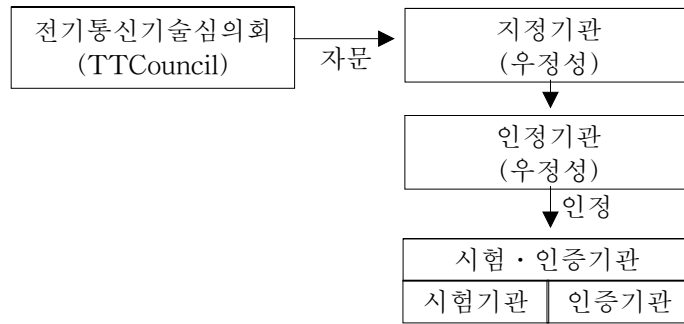 전기통신기술심의회
(TTCouncil)
자문
지정기관
(우정성)
인정기관
(우정성)
인정
시험・인증기관
시험기관
인증기관